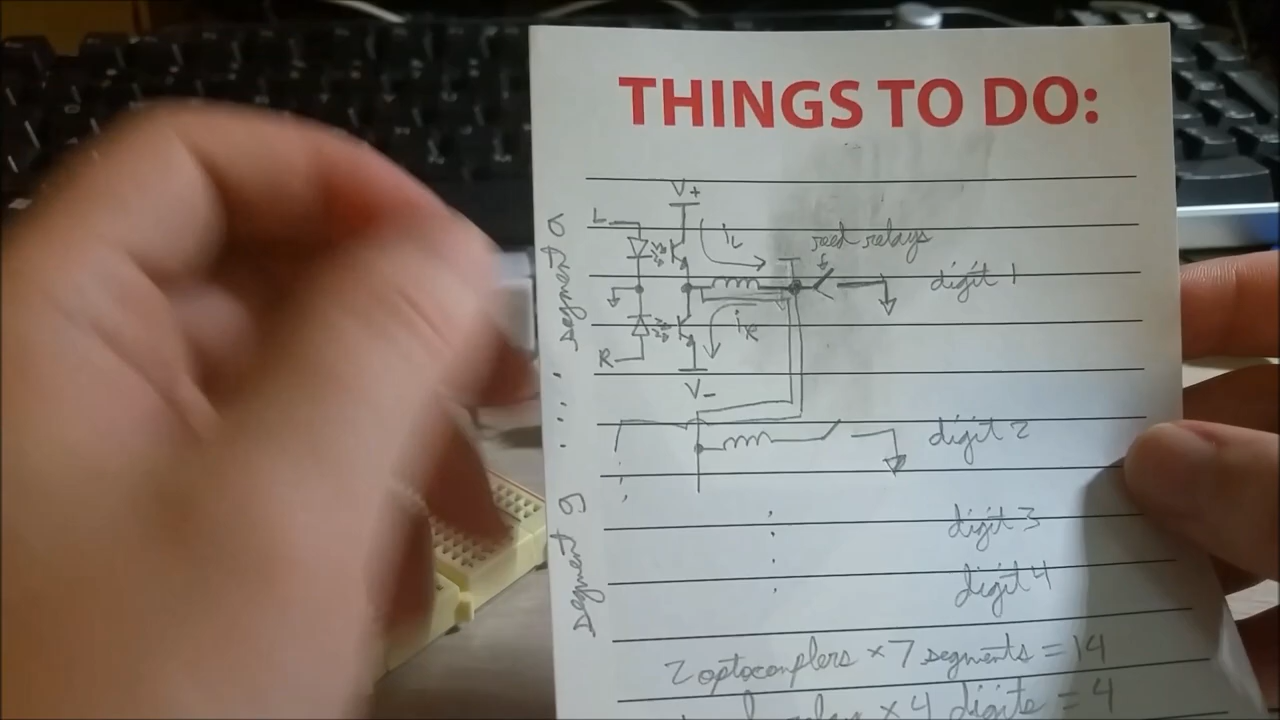 THINGS TO DO:
V+
L
iL
reed relays
digit 1
segment a
iR
R
V-
digit 2
segment g
digit 3
digit 4
2 optocouplers × 7 segments = 14
× 4 digits = 4